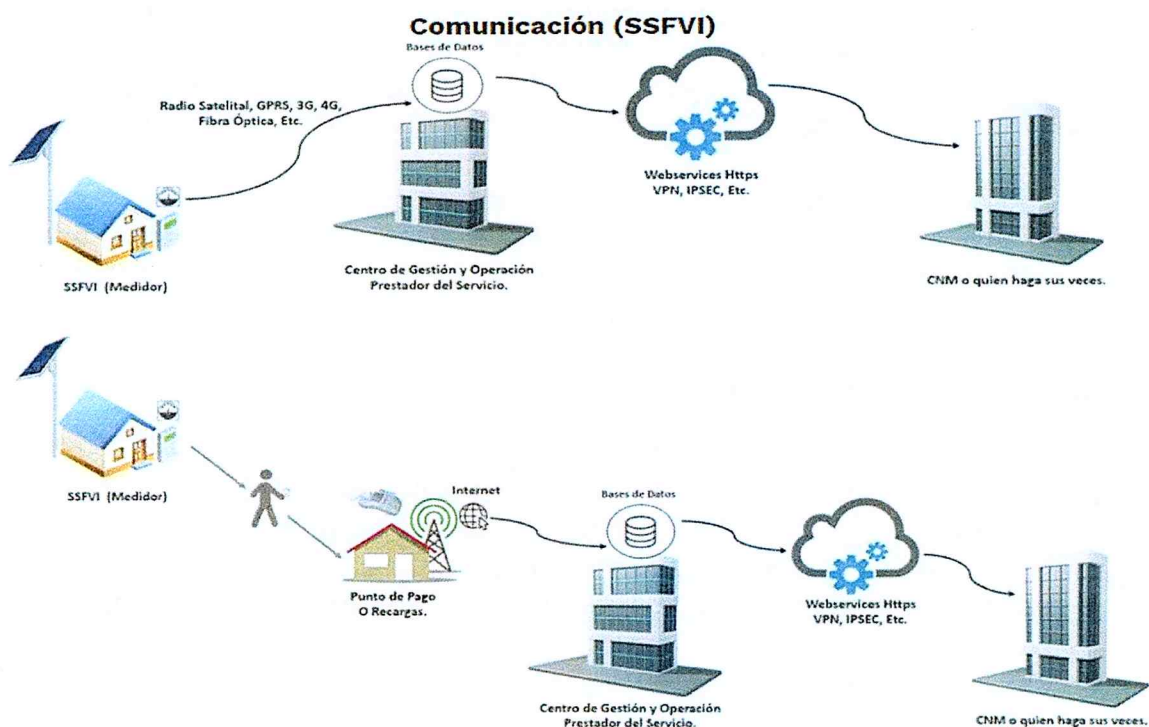 Comunicación (SSFVI)
Bases de Datos
Radio Satelital, GPRS, 3G, 4G,
Fibra Óptica, Etc.
Webservices Https
VPN, IPSEC, Etc.
SSFVI (Medidor)
Centro de Gestión y Operación
Prestador del Servicio.
CNM o quien haga sus veces.
SSFVI (Medidor)
Internet
Bases de Datos
Punto de Pago
O Recargas.
Webservices Https
VPN, IPSEC, Etc.
Centro de Gestión y Operación
Prestador del Servicio.
CNM o quien haga sus veces.